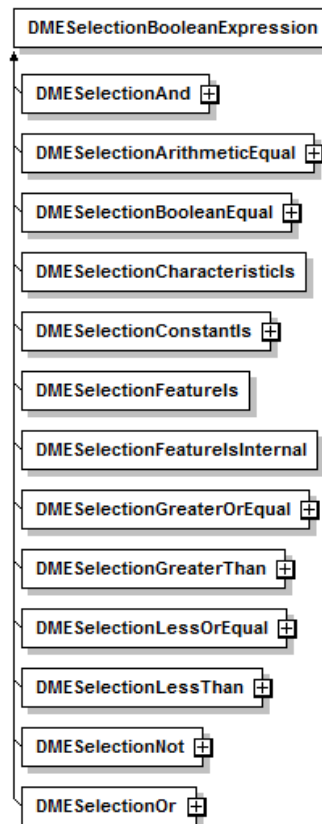 DMESelectionBooleanExpression
DMESelectionAnd
DMESelectionArithmeticEqual
DMESelectionBooleanEqual
DMESelectionCharacteristicIs
DMESelectionConstantIs
DMESelectionFeatureIs
DMESelectionFeatureIsInternal
DMESelectionGreaterOrEqual
DMESelectionGreaterThan
DMESelectionLessOrEqual
DMESelectionLessThan
DMESelectionNot
DMESelectionOr